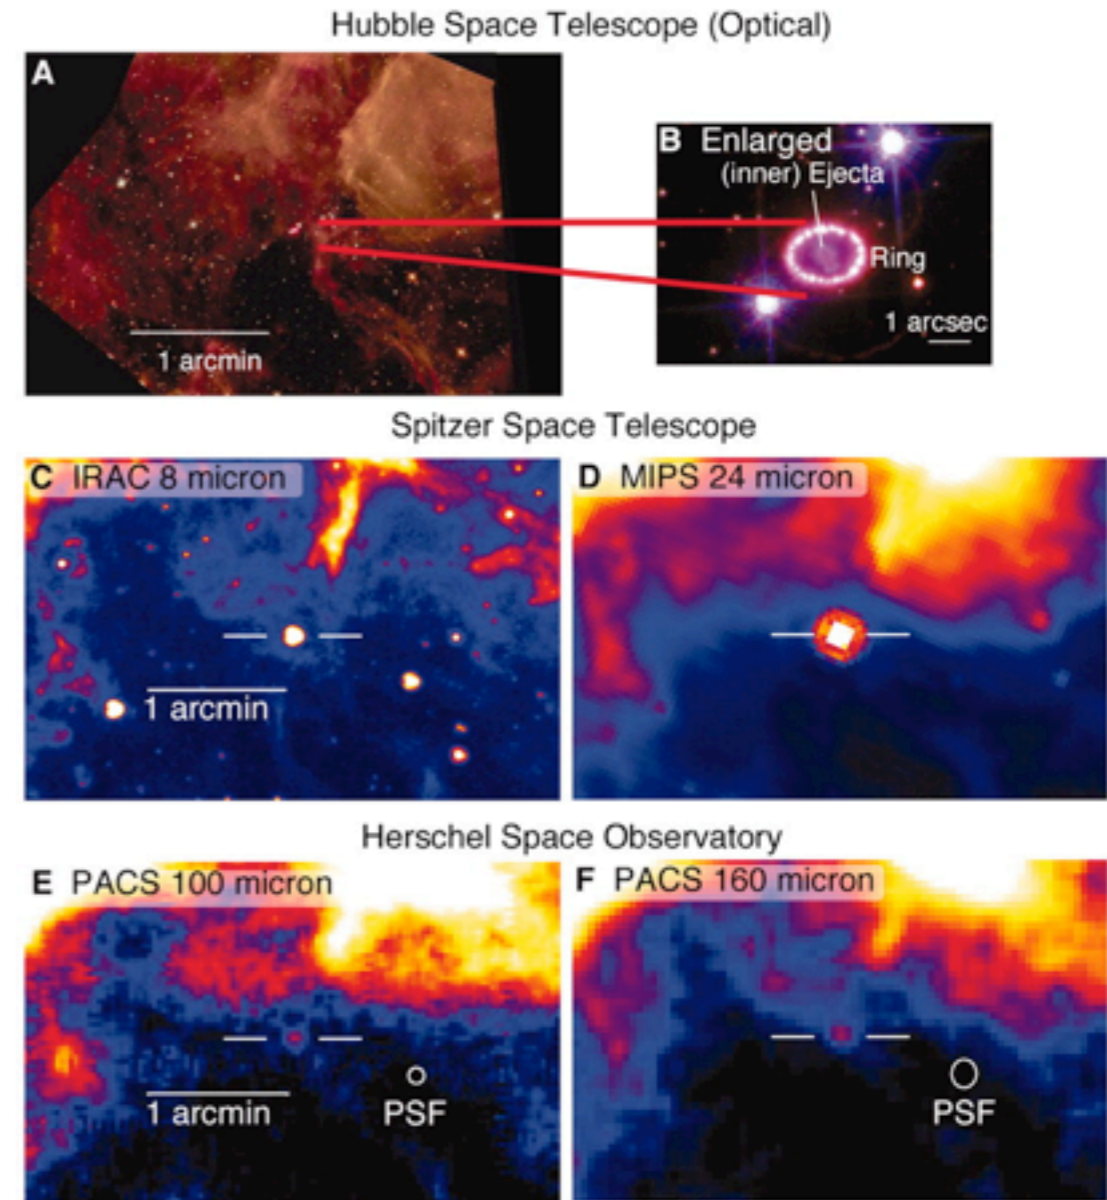 Hubble Space Telescope (Optical)
A
1 arcmin
B Enlarged
(inner) Ejecta
Ring
1 arcsec
Spitzer Space Telescope
C IRAC 8 micron
1 arcmin
D MIPS 24 micron
Herschel Space Observatory
E PACS 100 micron
1 arcmin
PSF
F PACS 160 micron
PSF